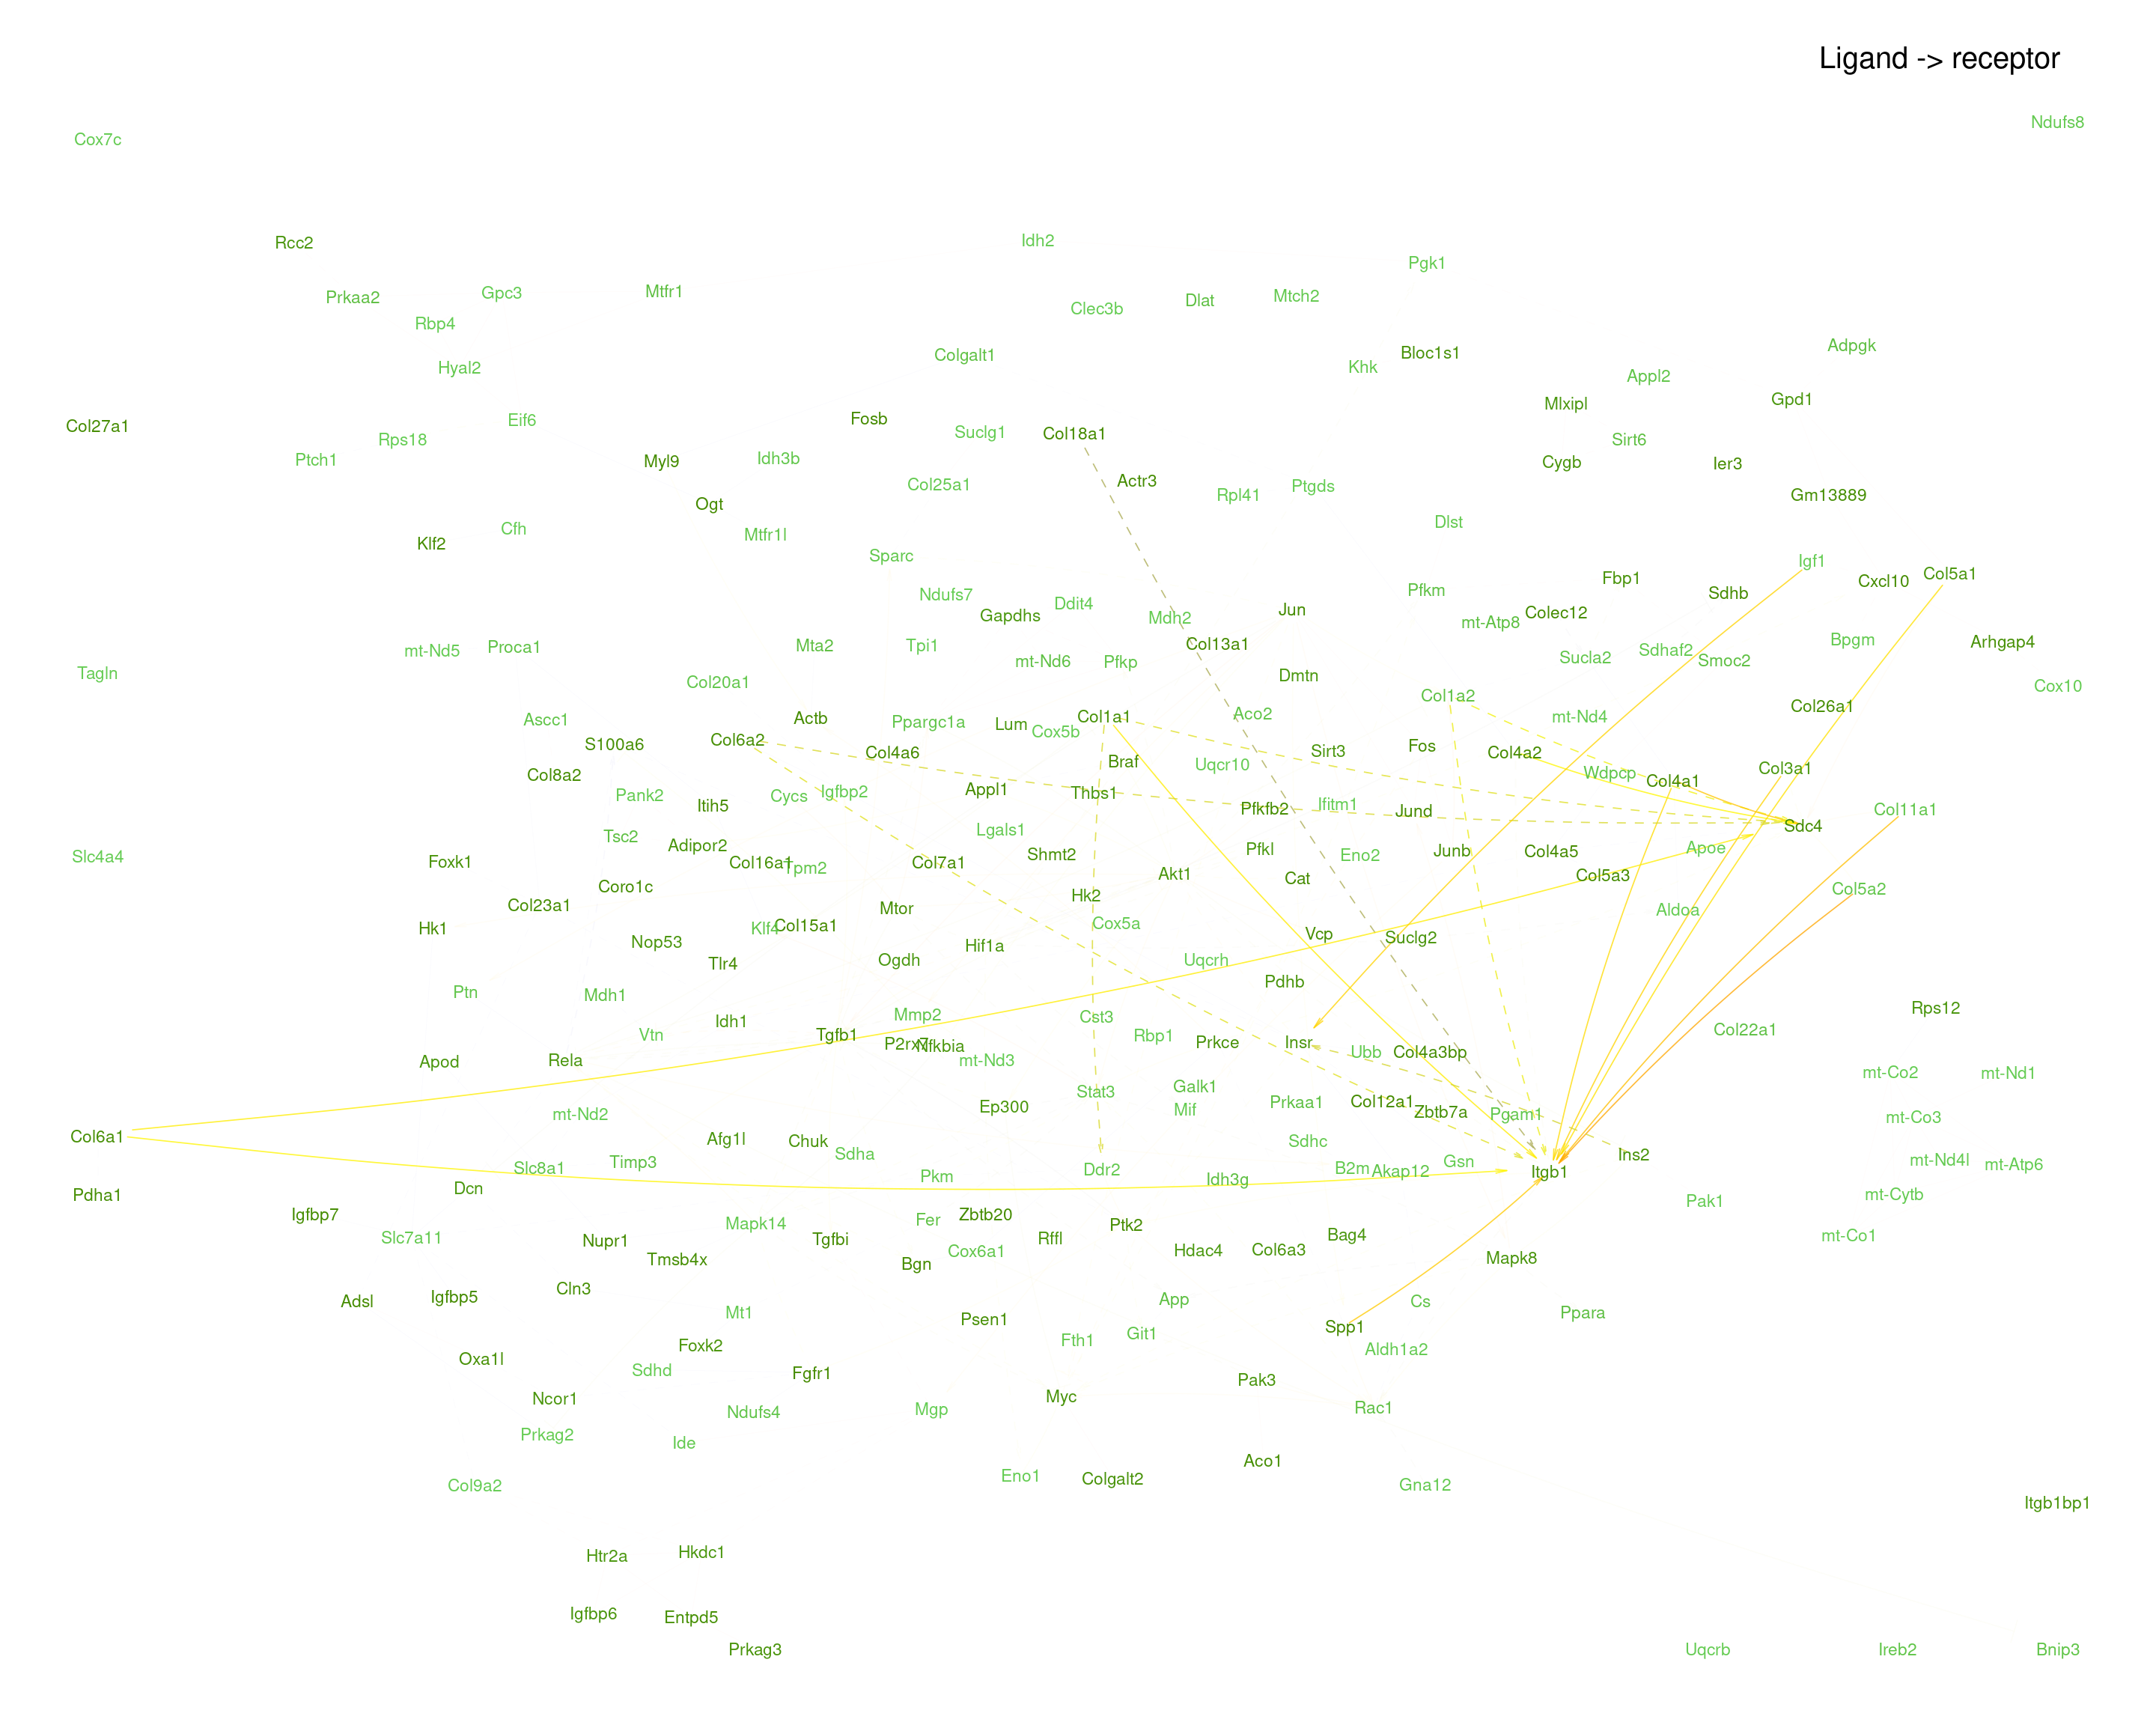 Ligand -> receptor
Ndufs8
Cox7c
Idh2
Rcc2
Pgk1
Mtfr1
Gpc3
Mtch2
Prkaa2
Dlat
Clec3b
Rbp4
Adpgk
Bloc1s1
Colgalt1
Khk
Hyal2
Appl2
Gpd1
Mlxipl
Fosb
Eif6
Col27a1
Suclg1
Col18a1
Rps18
Sirt6
Idh3b
Ptch1
Myl9
Cygb
Ier3
Actr3
Col25a1
Ptgds
Rpl41
Gm13889
Ogt
Dlst
Cfh
Mtfr1l
Klf2
Sparc
Igf1
Col5a1
Fbp1
Cxcl10
Pfkm
Sdhb
Ndufs7
Ddit4
Jun
Colec12
Gapdhs
Mdh2
mt-Atp8
Bpgm
Arhgap4
Col13a1
Mta2
Tpi1
Proca1
mt-Nd5
Sdhaf2
Sucla2
Smoc2
mt-Nd6
Pfkp
Tagln
Dmtn
Col20a1
Cox10
Col1a2
Col26a1
Aco2
Col1a1
mt-Nd4
Actb
Ascc1
Ppargc1a
Lum
Cox5b
Col6a2
S100a6
Fos
Sirt3
Col4a6
Col4a2
Braf
Uqcr10
Col3a1
Wdpcp
Col8a2
Col4a1
Appl1
Igfbp2
Thbs1
Pank2
Cycs
Ifitm1
Itih5
Pfkfb2
Jund
Col11a1
Sdc4
Lgals1
Tsc2
Adipor2
Apoe
Pfkl
Junb
Col4a5
Shmt2
Eno2
Slc4a4
Foxk1
Col16a1
Tpm2
Col7a1
Akt1
Col5a3
Cat
Coro1c
Col5a2
Hk2
Col23a1
Mtor
Aldoa
Cox5a
Col15a1
Klf4
Hk1
Vcp
Suclg2
Nop53
Hif1a
Ogdh
Uqcrh
Tlr4
Pdhb
Ptn
Mdh1
Rps12
Mmp2
Cst3
Idh1
Col22a1
Vtn
Tgfb1
Rbp1
Prkce
Insr
P2rx7
Nfkbia
Ubb
Col4a3bp
Apod
Rela
mt-Nd3
mt-Co2
mt-Nd1
Galk1
Stat3
Col12a1
Prkaa1
Ep300
Mif
Zbtb7a
mt-Nd2
Pgam1
mt-Co3
Col6a1
Afg1l
Chuk
Sdhc
Sdha
Ins2
Timp3
Gsn
mt-Nd4l
mt-Atp6
Slc8a1
Ddr2
B2m
Akap12
Itgb1
Pkm
Idh3g
Dcn
Pdha1
mt-Cytb
Pak1
Igfbp7
Zbtb20
Fer
Mapk14
Ptk2
Bag4
mt-Co1
Slc7a11
Rffl
Tgfbi
Nupr1
Hdac4
Col6a3
Cox6a1
Mapk8
Tmsb4x
Bgn
Cln3
Igfbp5
App
Adsl
Cs
Mt1
Ppara
Psen1
Spp1
Git1
Fth1
Foxk2
Aldh1a2
Oxa1l
Sdhd
Fgfr1
Pak3
Myc
Ncor1
Rac1
Mgp
Ndufs4
Prkag2
Ide
Aco1
Eno1
Colgalt2
Col9a2
Gna12
Itgb1bp1
Hkdc1
Htr2a
Igfbp6
Entpd5
Prkag3
Uqcrb
Ireb2
Bnip3